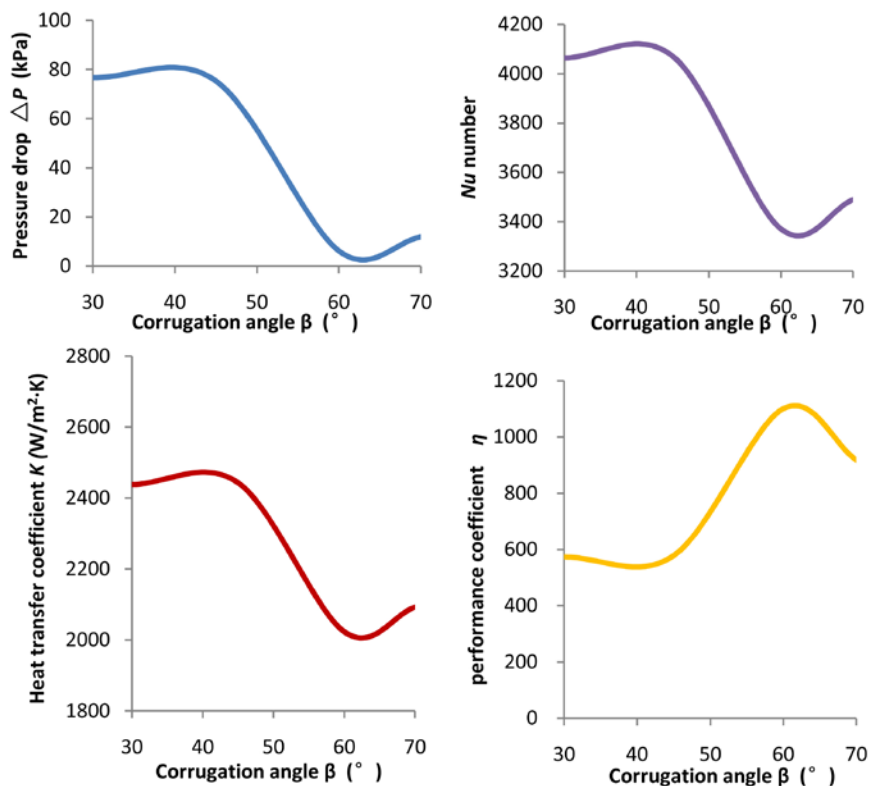 Pressure drop △P (kPa)
100
80
60
40
20
0
30 40 50 60 70
Corrugation angle β (°)
Nu number
4200
4000
3800
3600
3400
3200
30 40 50 60 70
Corrugation angle β (°)
Heat transfer coefficient K (W/m²·K)
2800
2600
2400
2200
2000
1800
30 40 50 60 70
Corrugation angle β (°)
performance coefficient η
1200
1000
800
600
400
200
0
30 40 50 60 70
Corrugation angle β (°)